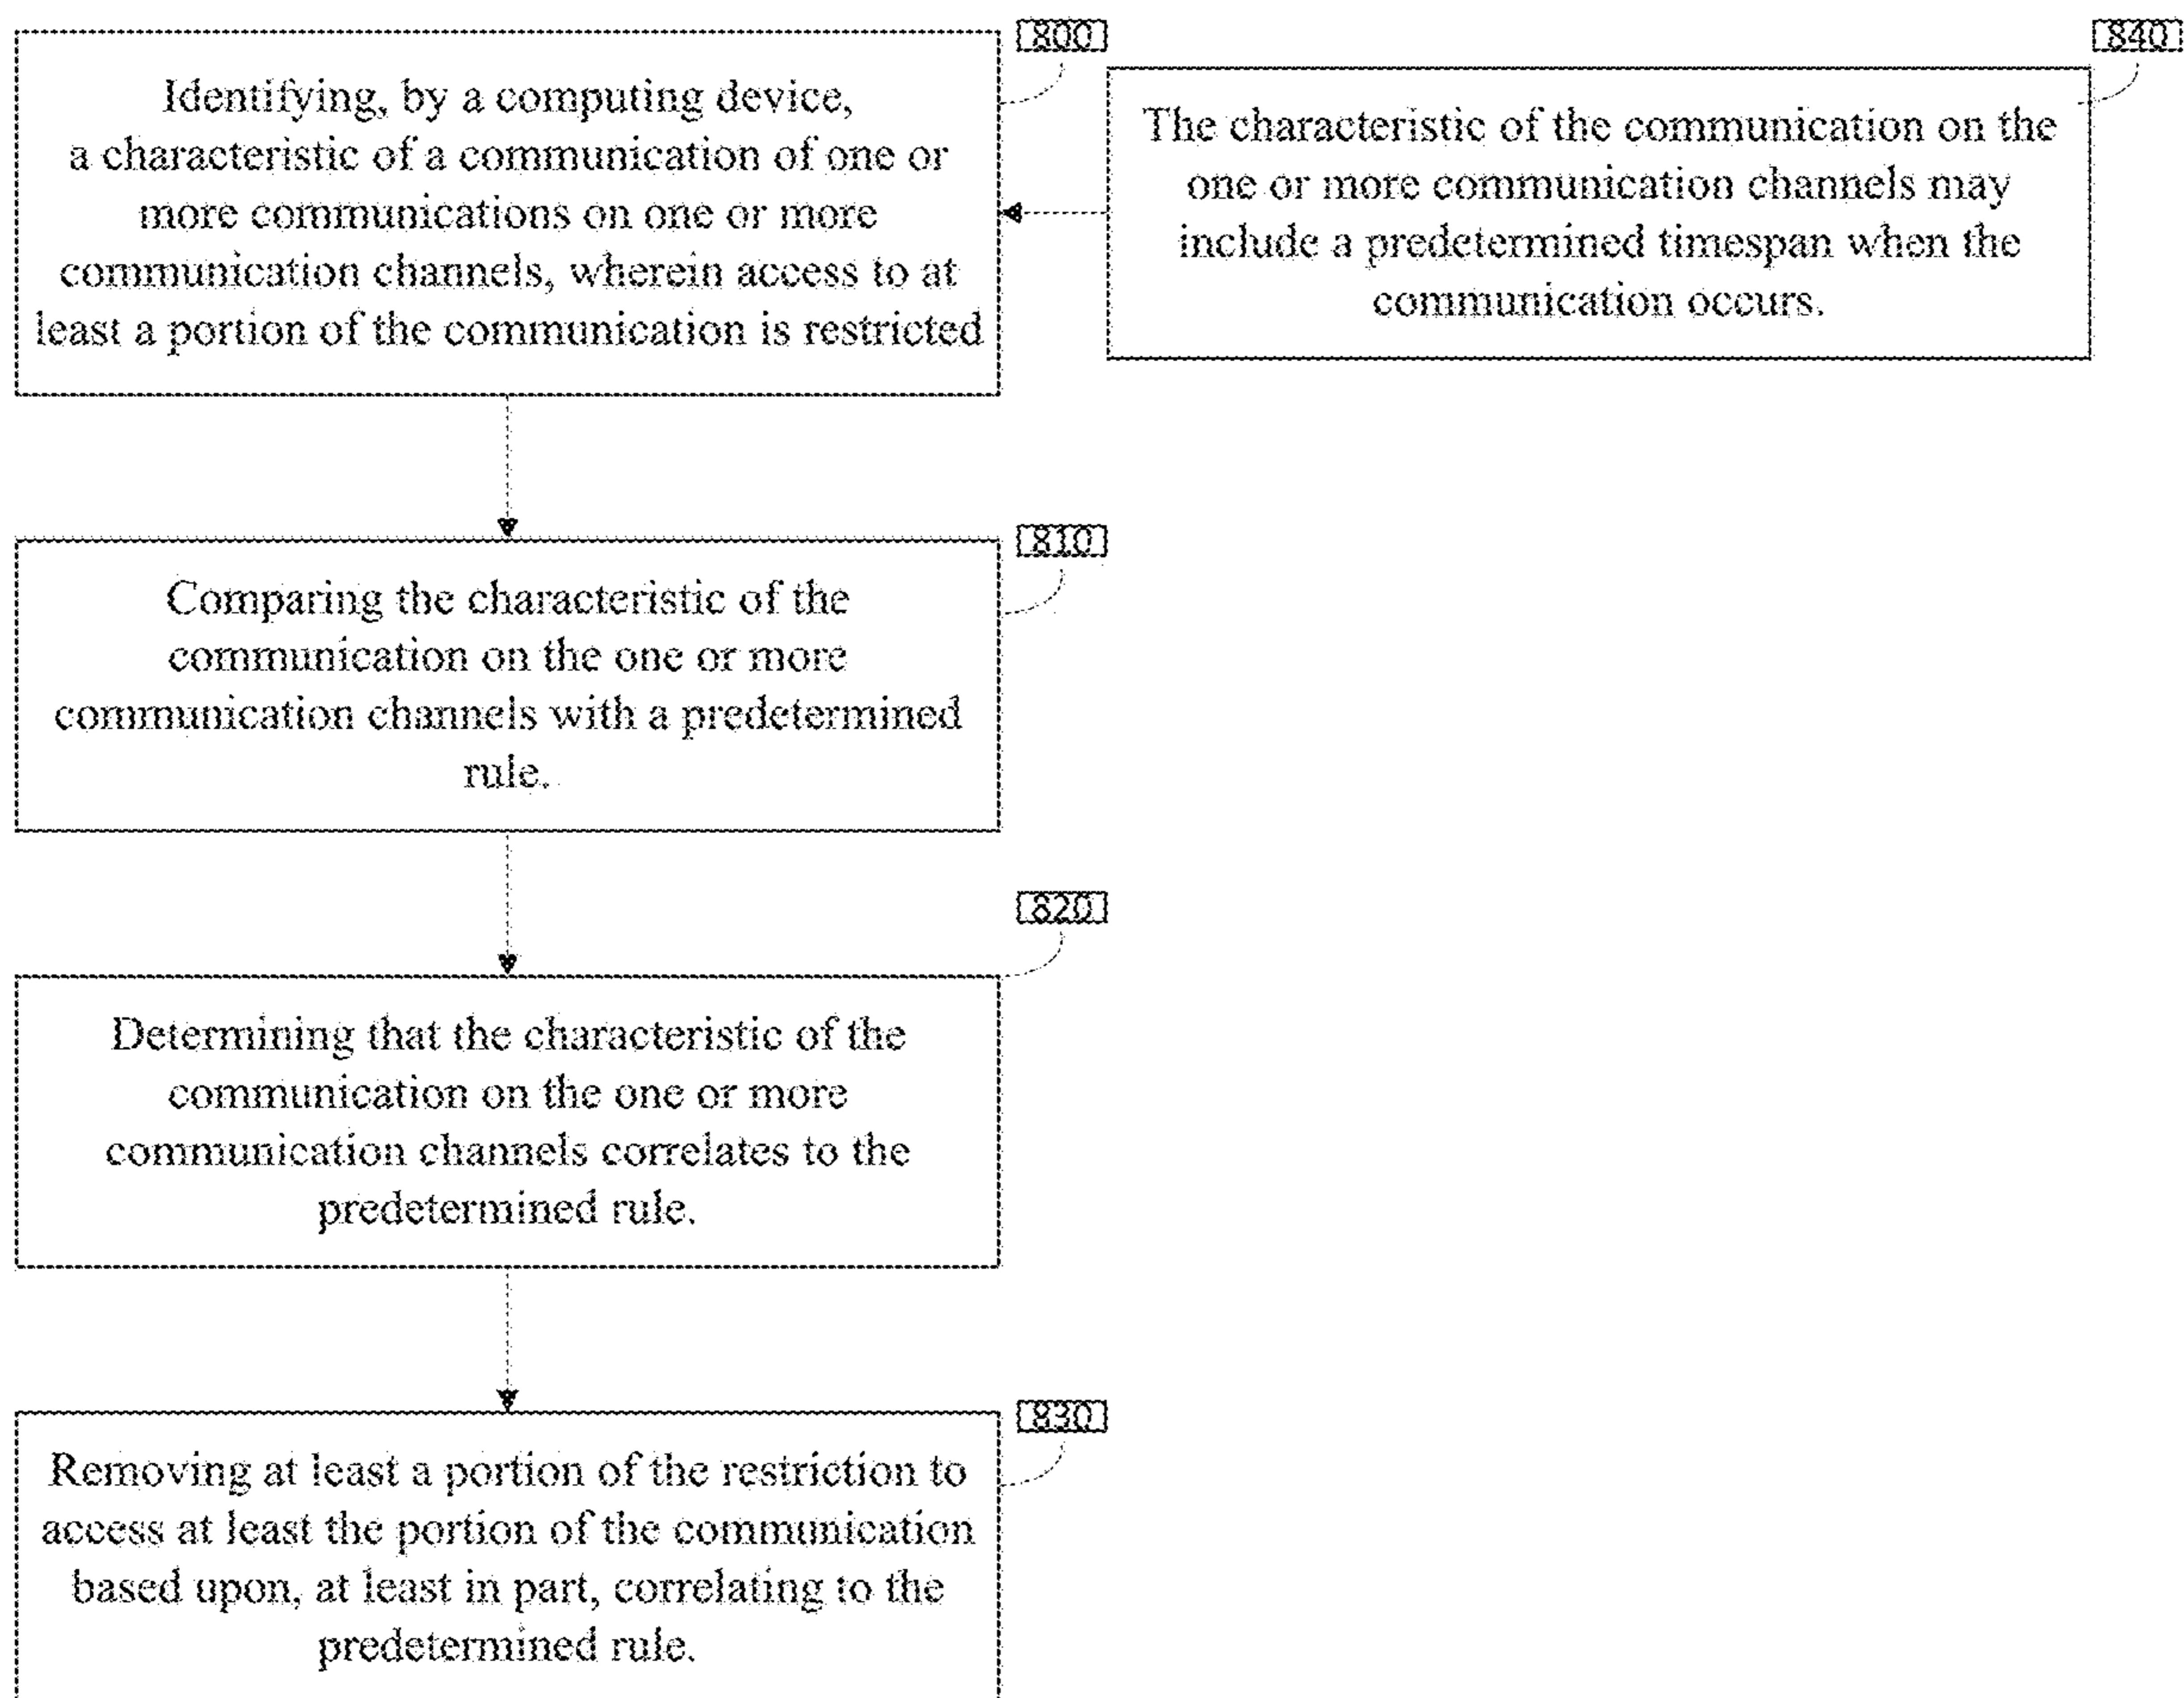 800
Identifying, by a computing device,
a characteristic of a communication of one or
more communications on one or more
communication channels, wherein access to at
least a portion of the communication is restricted
840
The characteristic of the communication on the
one or more communication channels may
include a predetermined timespan when the
communication occurs.
810
Comparing the characteristic of the
communication on the one or more
communication channels with a predetermined
rule.
820
Determining that the characteristic of the
communication on the one or more
communication channels correlates to the
predetermined rule.
830
Removing at least a portion of the restriction to
access at least the portion of the communication
based upon, at least in part, correlating to the
predetermined rule.